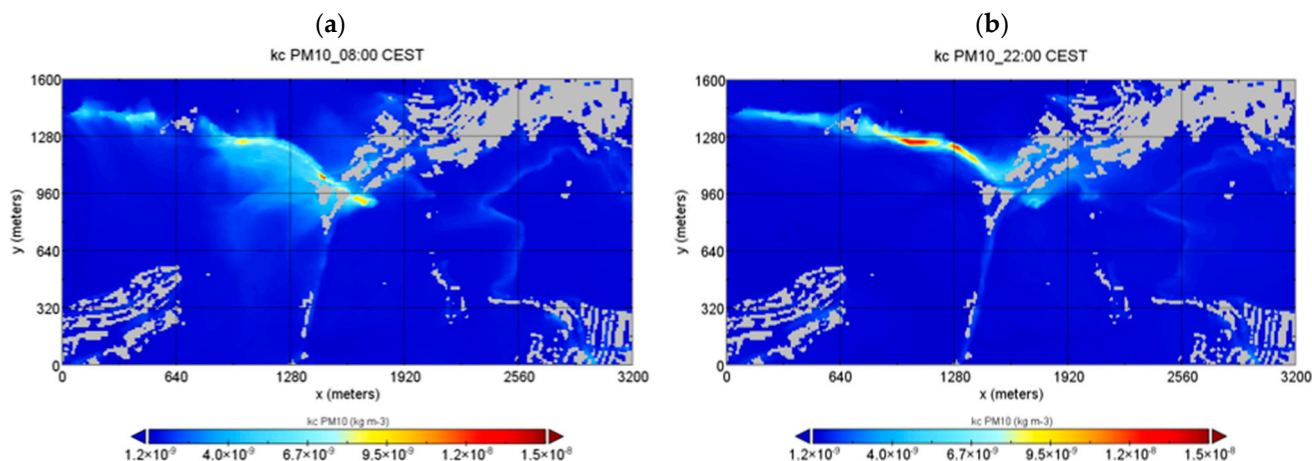 (a)
kc PM10_08:00 CEST
1600
1280
960
640
320
0
y (meters)
0 640 1280 1920 2560 3200
x (meters)
kc PM10 (kg m-3)
1.2×10⁻⁹ 4.0×10⁻⁹ 6.7×10⁻⁹ 9.5×10⁻⁹ 1.2×10⁻⁸ 1.5×10⁻⁸
(b)
kc PM10_22:00 CEST
1600
1280
960
640
320
0
y (meters)
0 640 1280 1920 2560 3200
x (meters)
kc PM10 (kg m-3)
1.2×10⁻⁹ 4.0×10⁻⁹ 6.7×10⁻⁹ 9.5×10⁻⁹ 1.2×10⁻⁸ 1.5×10⁻⁸